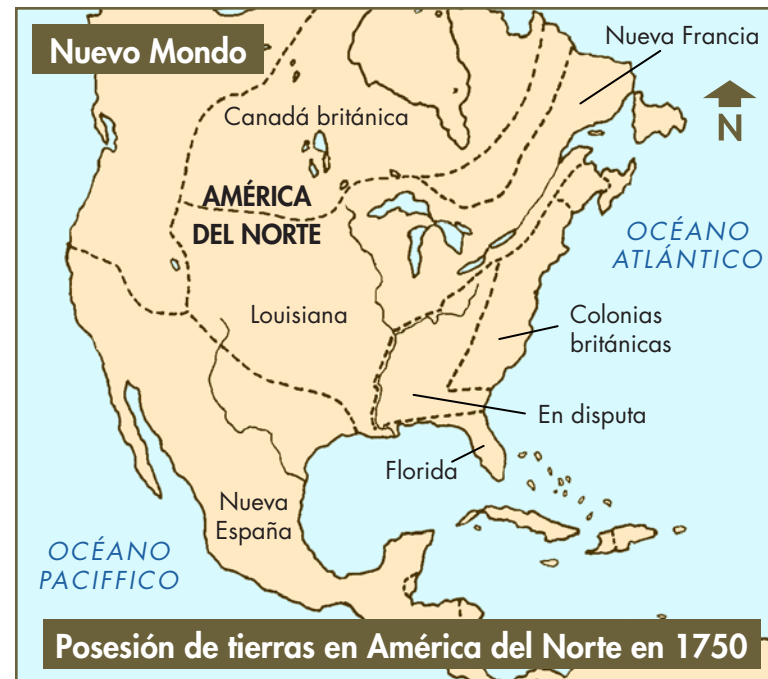 Nuevo Mondo
Nueva Francia
N
Canadá británica
AMÉRICA
DEL NORTE
OCÉANO
ATLÁNTICO
Louisiana
Colonias
británicas
En disputa
Florida
Nueva
España
OCÉANO
PACIFFICO
Posesión de tierras en América del Norte en 1750